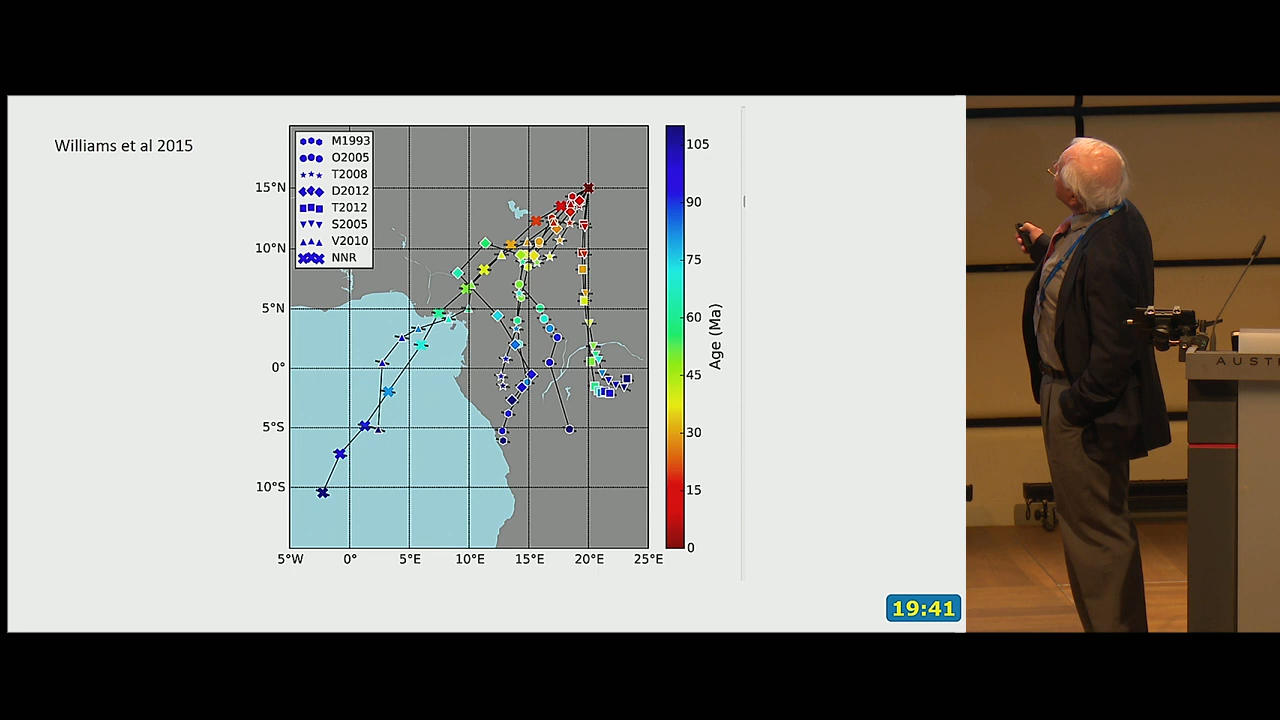 Williams et al 2015
M1993
O2005
T2008
D2012
T2012
S2005
V2010
NNR
15°N
10°N
5°N
0°
5°S
10°S
5°W
0°
5°E
10°E
15°E
20°E
25°E
105
90
75
60
45
30
15
0
Age (Ma)
19:41
AUST